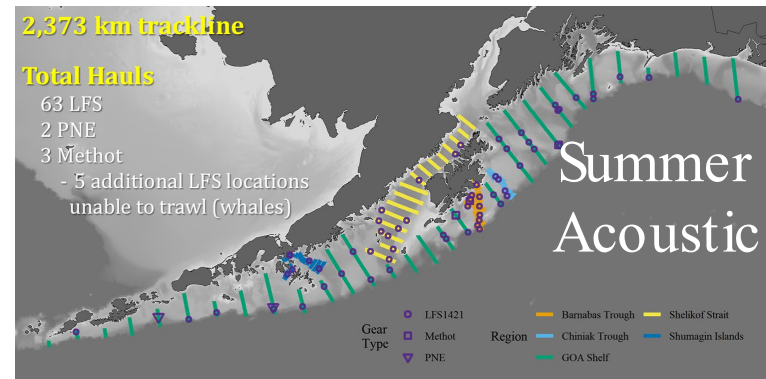 2,373 km trackline
Total Hauls
63 LFS
2 PNE
3 Methot
- 5 additional LFS locations
unable to trawl (whales)
Summer
Acoustic
Gear
Type
LFS1421
Methot
PNE
Region
Barnabas Trough
Chiniak Trough
GOA Shelf
Shelikof Strait
Shumagin Islands